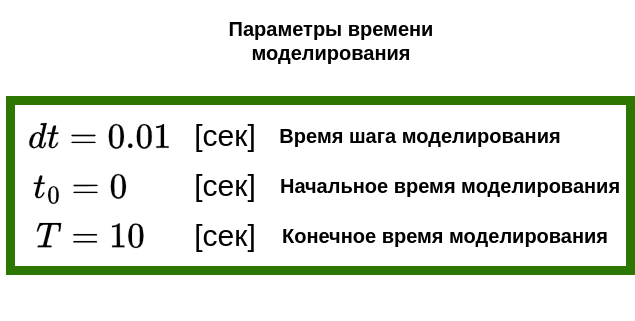 Параметры времени
моделирования
dt = 0.01 [сек] Время шага моделирования
t₀ = 0 [сек] Начальное время моделирования
T = 10 [сек] Конечное время моделирования